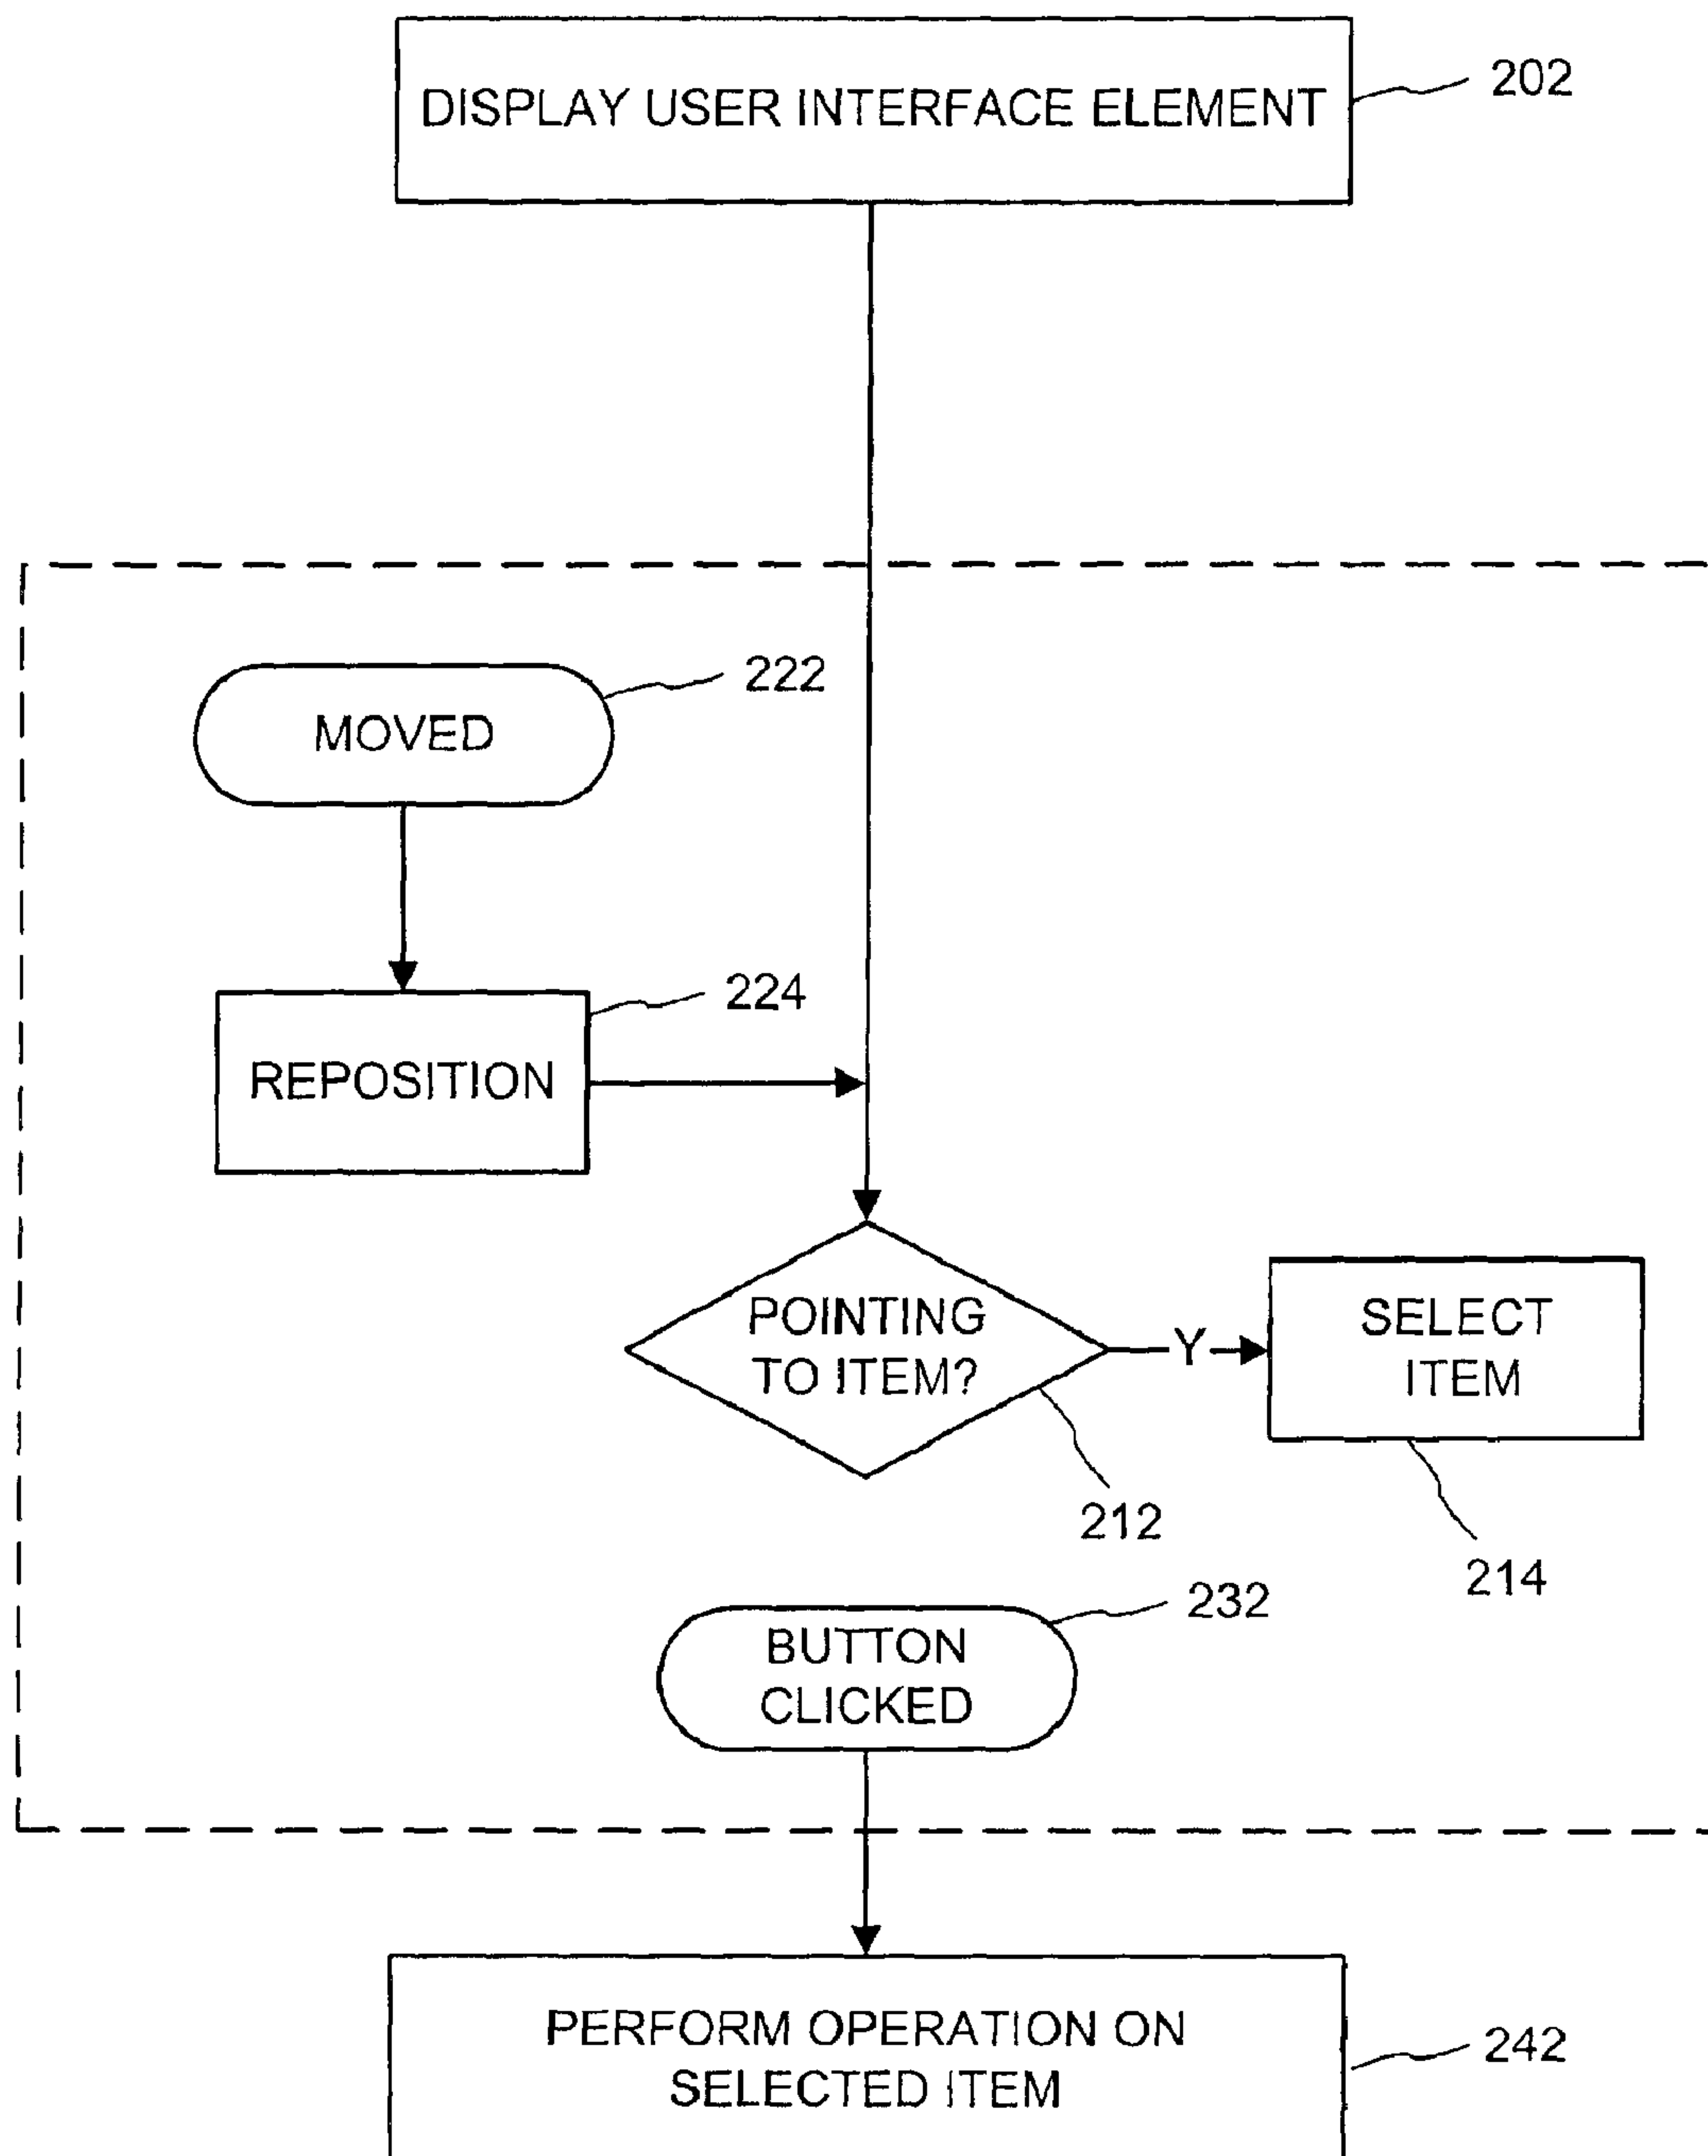 DISPLAY USER INTERFACE ELEMENT
202
MOVED
222
REPOSITION
224
POINTING
TO ITEM?
212
Y
SELECT
ITEM
214
BUTTON
CLICKED
232
PERFORM OPERATION ON
SELECTED ITEM
242